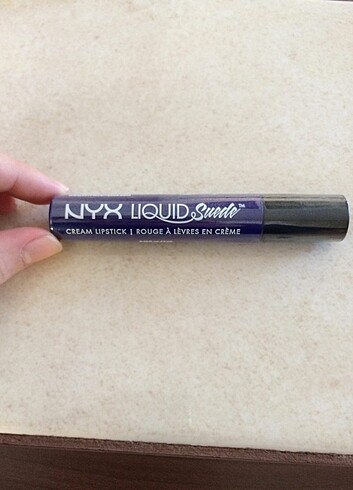 NYX LIQUID Suede™
CREAM LIPSTICK | ROUGE À LÈVRES EN CRÈME